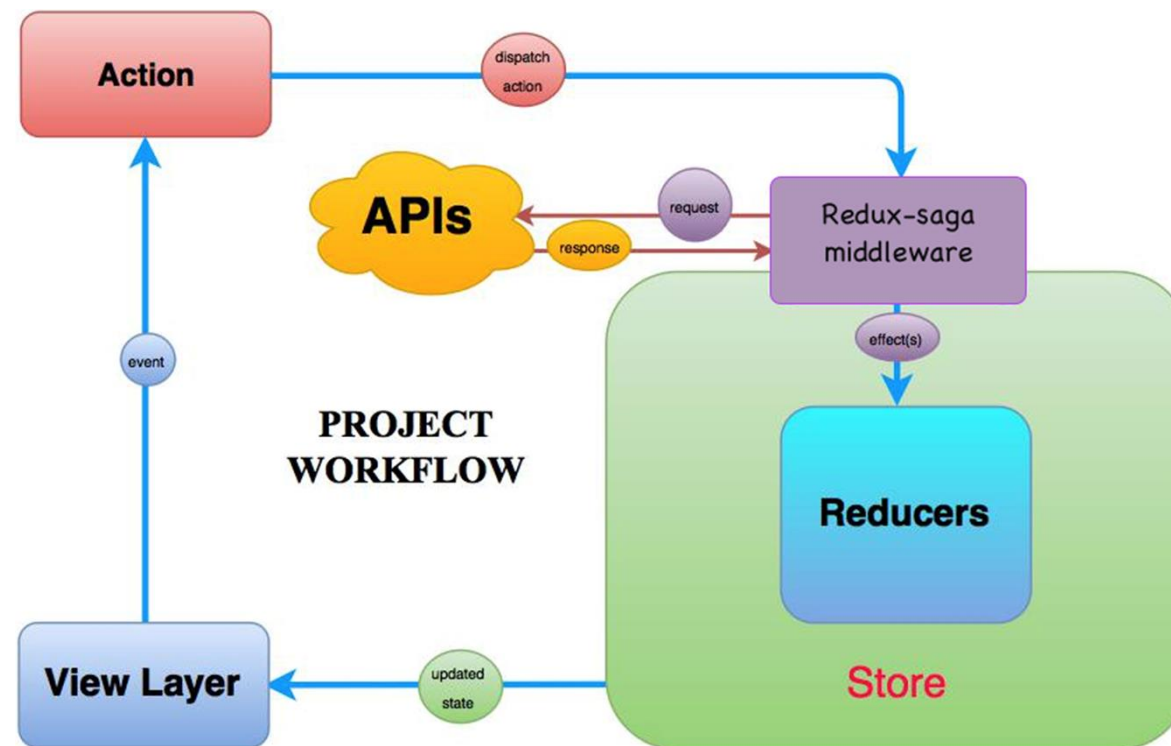 Action
dispatch
action
APIs
request
response
Redux-saga
middleware
effect(s)
event
PROJECT
WORKFLOW
Reducers
View Layer
updated
state
Store